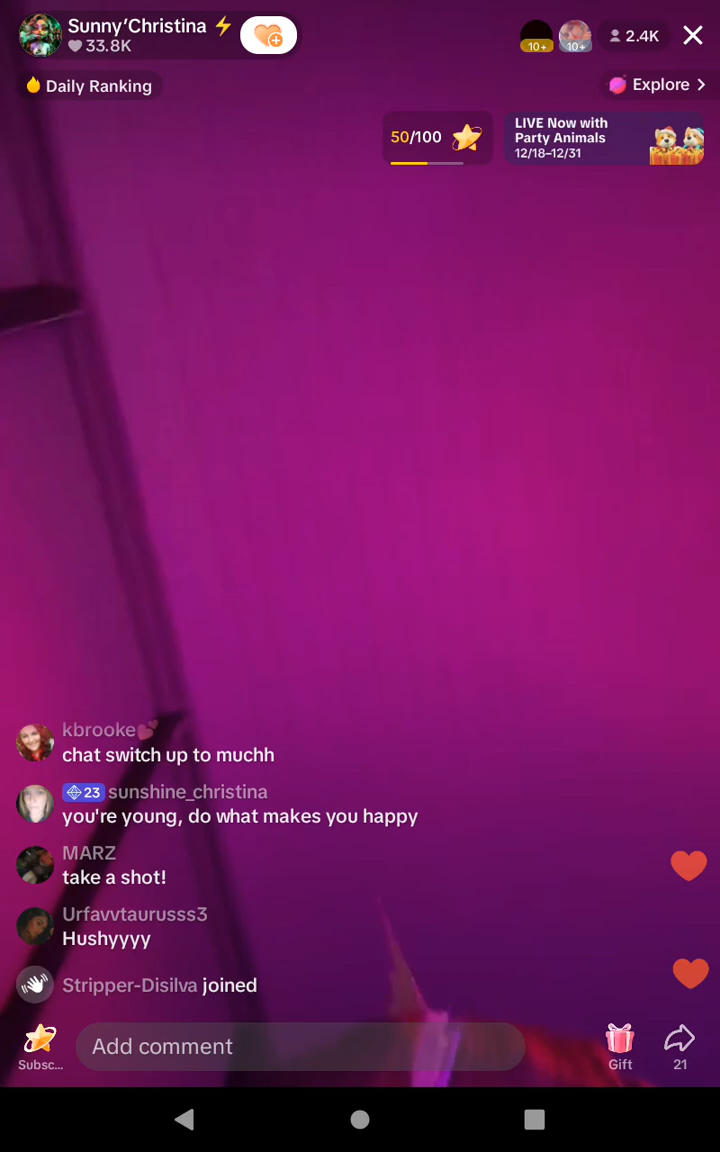 Sunny’Christina ⚡
33.8K
10+
10+
2.4K
Daily Ranking
Explore
50/100
LIVE Now with
Party Animals
12/18–12/31
kbrooke💕
chat switch up to muchh
23 sunshine_christina
you're young, do what makes you happy
MARZ
take a shot!
Urfavvtaurusss3
Hushyyyy
Stripper-Disilva joined
Add comment
Subsc...
Gift
21